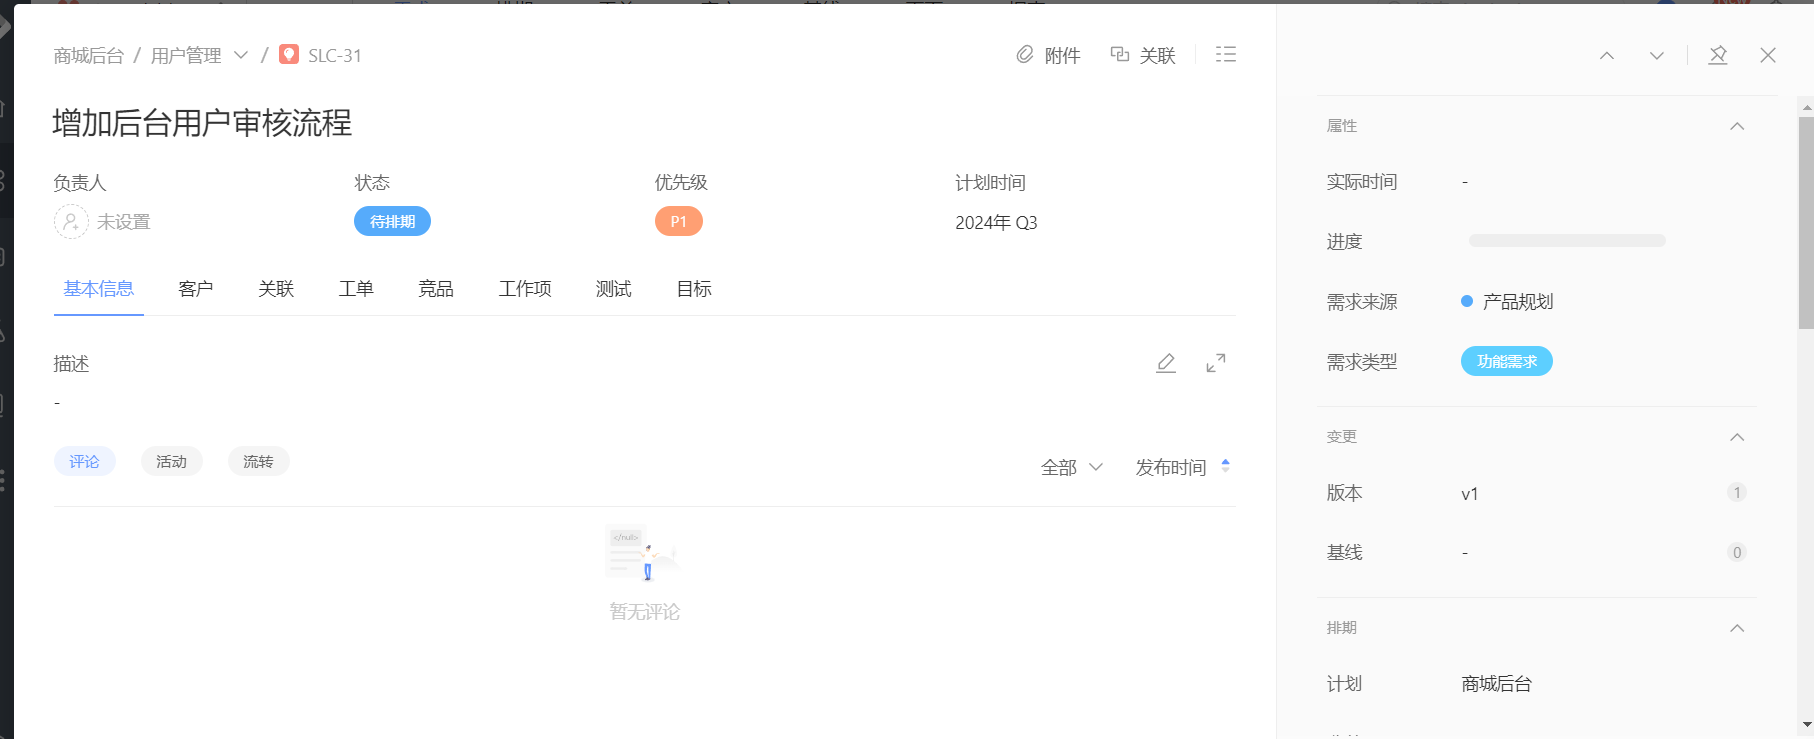 商城后台 / 用户管理 / SLC-31
附件 关联
增加后台用户审核流程
负责人 状态 优先级 计划时间
未设置 待排期 P1 2024年 Q3
基本信息 客户 关联 工单 竞品 工作项 测试 目标
描述
-
评论 活动 流转 全部 发布时间
</null>
暂无评论
属性
实际时间 -
进度
需求来源 产品规划
需求类型 功能需求
变更
版本 v1 1
基线 - 0
排期
计划 商城后台